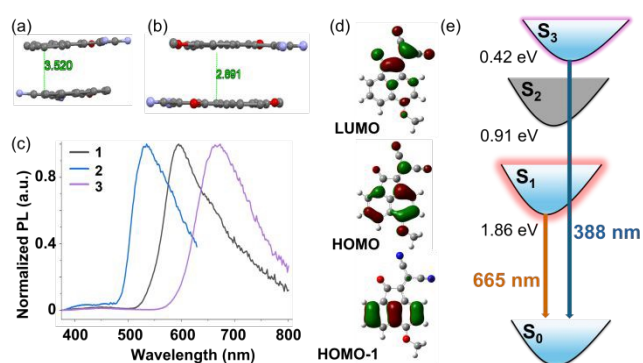 (a)
3.520
(b)
2.891
(c)
1
2
3
0.8
0.4
0
Normalized PL (a.u.)
400 500 600 700 800
Wavelength (nm)
(d)
LUMO
HOMO
HOMO-1
(e)
S3
0.42 eV
S2
0.91 eV
S1
1.86 eV
388 nm
665 nm
S0